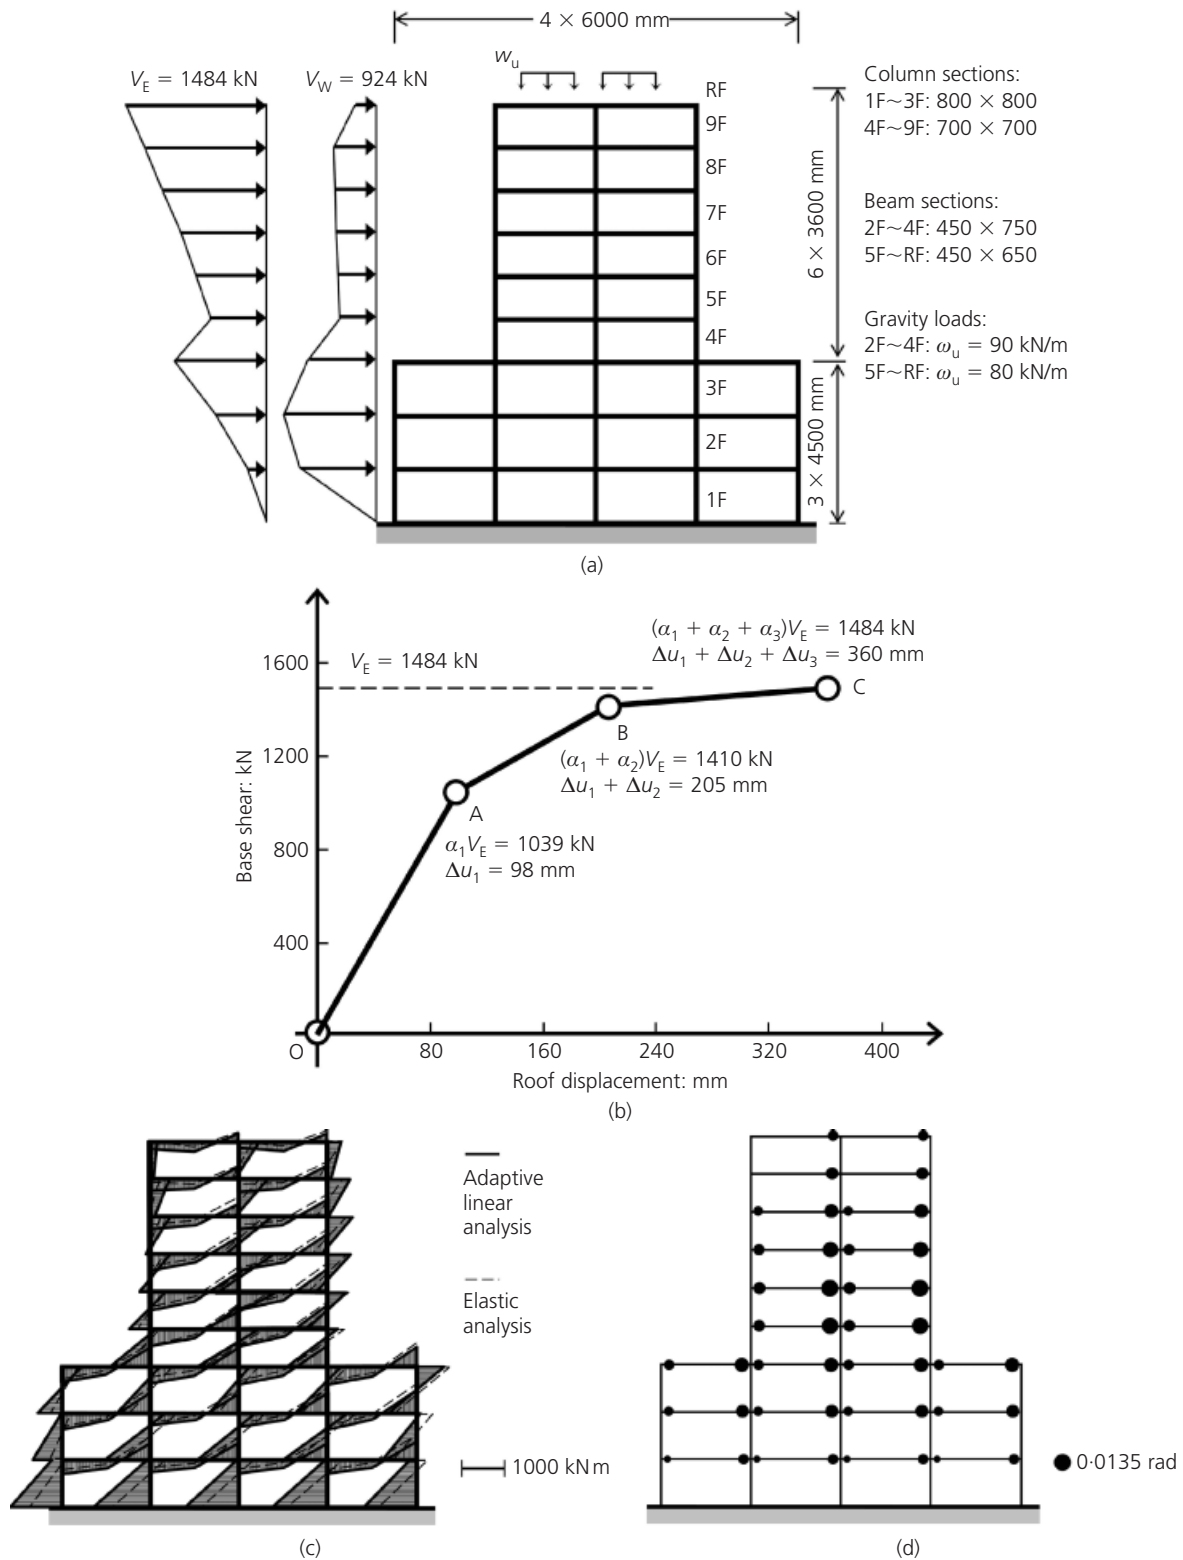 4 × 6000 mm
V_E = 1484 kN
V_W = 924 kN
w_u
RF
9F
8F
7F
6F
5F
4F
3F
2F
1F
6 × 3600 mm
3 × 4500 mm
Column sections:
1F~3F: 800 × 800
4F~9F: 700 × 700
Beam sections:
2F~4F: 450 × 750
5F~RF: 450 × 650
Gravity loads:
2F~4F: ω_u = 90 kN/m
5F~RF: ω_u = 80 kN/m
(a)
(α_1 + α_2 + α_3)V_E = 1484 kN
Δu_1 + Δu_2 + Δu_3 = 360 mm
1600
V_E = 1484 kN
C
B
1200
(α_1 + α_2)V_E = 1410 kN
Δu_1 + Δu_2 = 205 mm
A
α_1V_E = 1039 kN
Δu_1 = 98 mm
800
400
Base shear: kN
O
80
160
240
320
400
Roof displacement: mm
(b)
Adaptive
linear
analysis
Elastic
analysis
1000 kNm
(c)
0·0135 rad
(d)